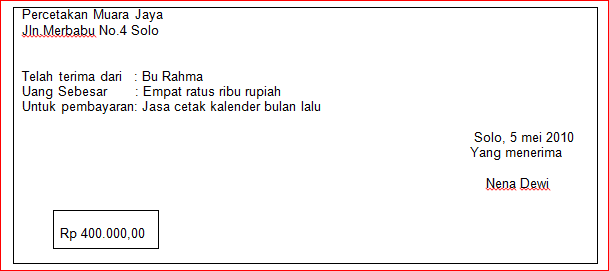 Percetakan Muara Jaya
Jln.Merbabu No.4 Solo
Telah terima dari : Bu Rahma
Uang Sebesar : Empat ratus ribu rupiah
Untuk pembayaran: Jasa cetak kalender bulan lalu
Solo, 5 mei 2010
Yang menerima
Nena Dewi
Rp 400.000,00